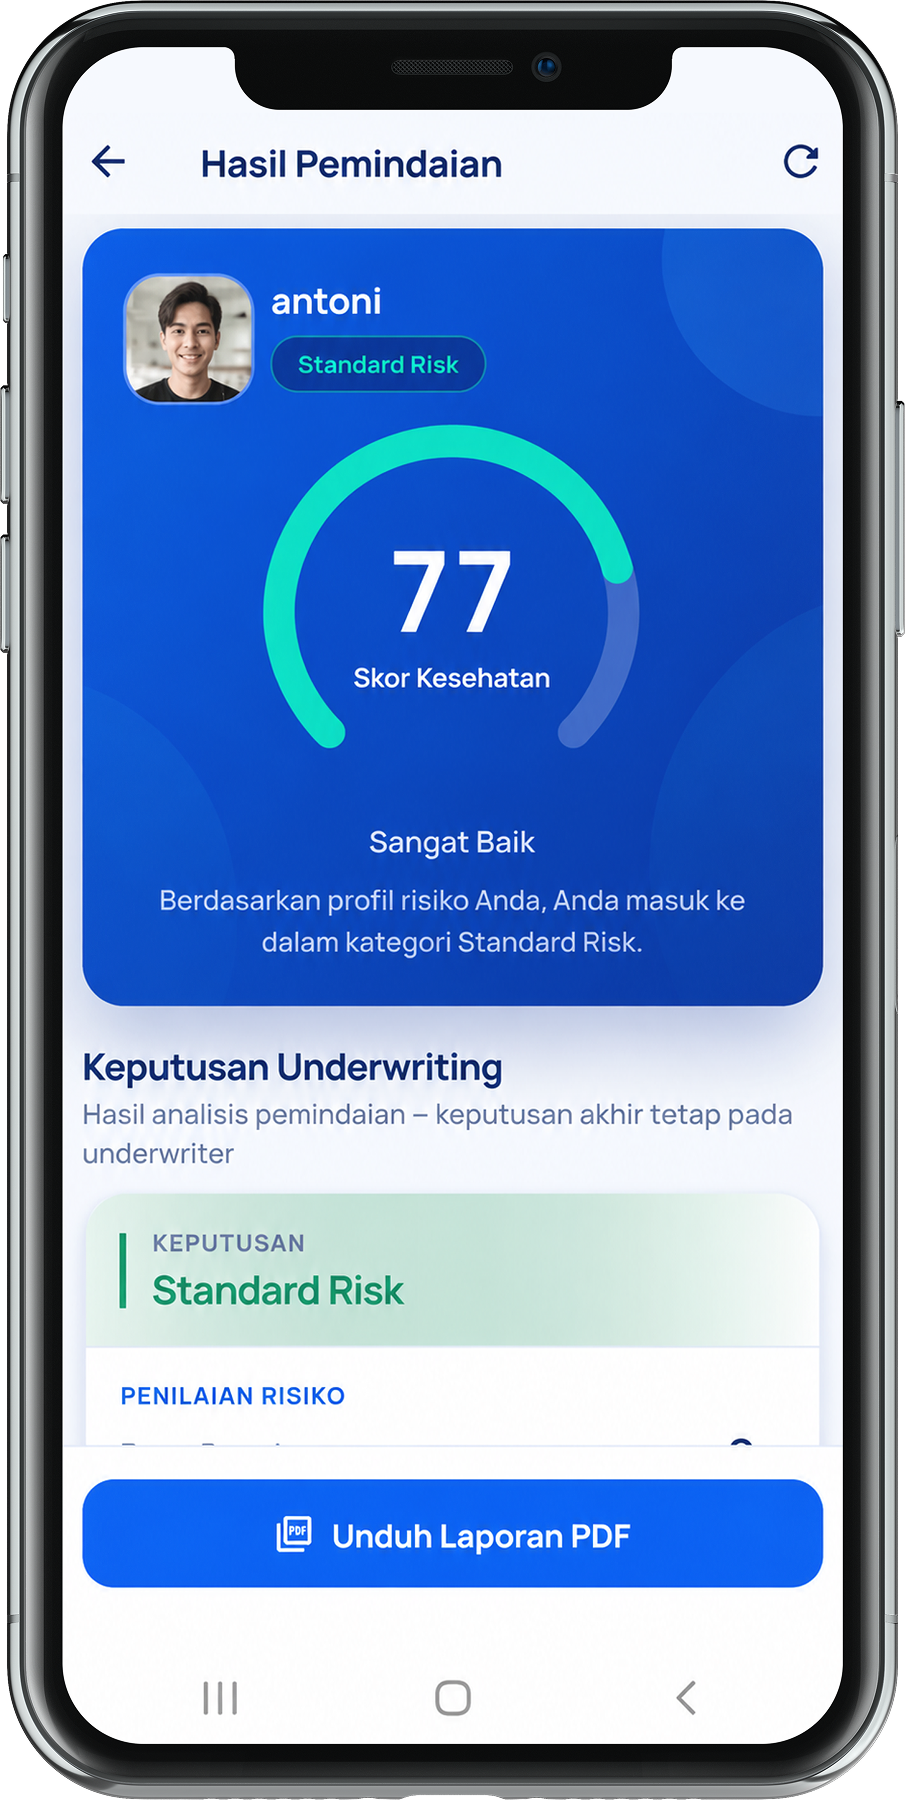 Hasil Pemindaian
antoni
Standard Risk
77
Skor Kesehatan
Sangat Baik
Berdasarkan profil risiko Anda, Anda masuk ke
dalam kategori Standard Risk.
Keputusan Underwriting
Hasil analisis pemindaian – keputusan akhir tetap pada
underwriter
KEPUTUSAN
Standard Risk
PENILAIAN RISIKO
PDF
Unduh Laporan PDF